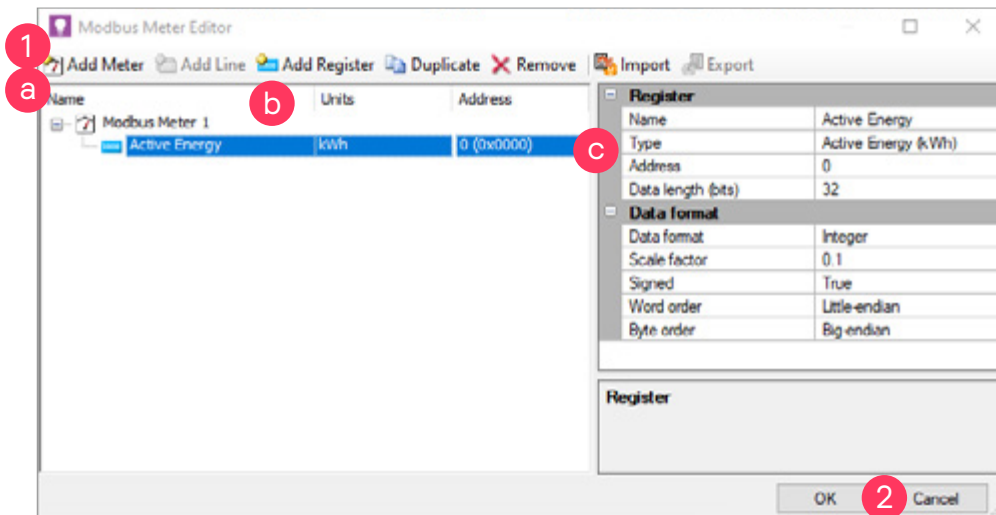 Modbus Meter Editor
1
Add Meter Add Line Add Register Duplicate Remove Import Export
a
b
Name Units Address
Modbus Meter 1
Active Energy kWh 0 (0x0000)
c
Register
Name Active Energy
Type Active Energy (kWh)
Address 0
Data length (bits) 32
Data format
Data format Integer
Scale factor 0.1
Signed True
Word order Little-endian
Byte order Big-endian
Register
OK 2 Cancel